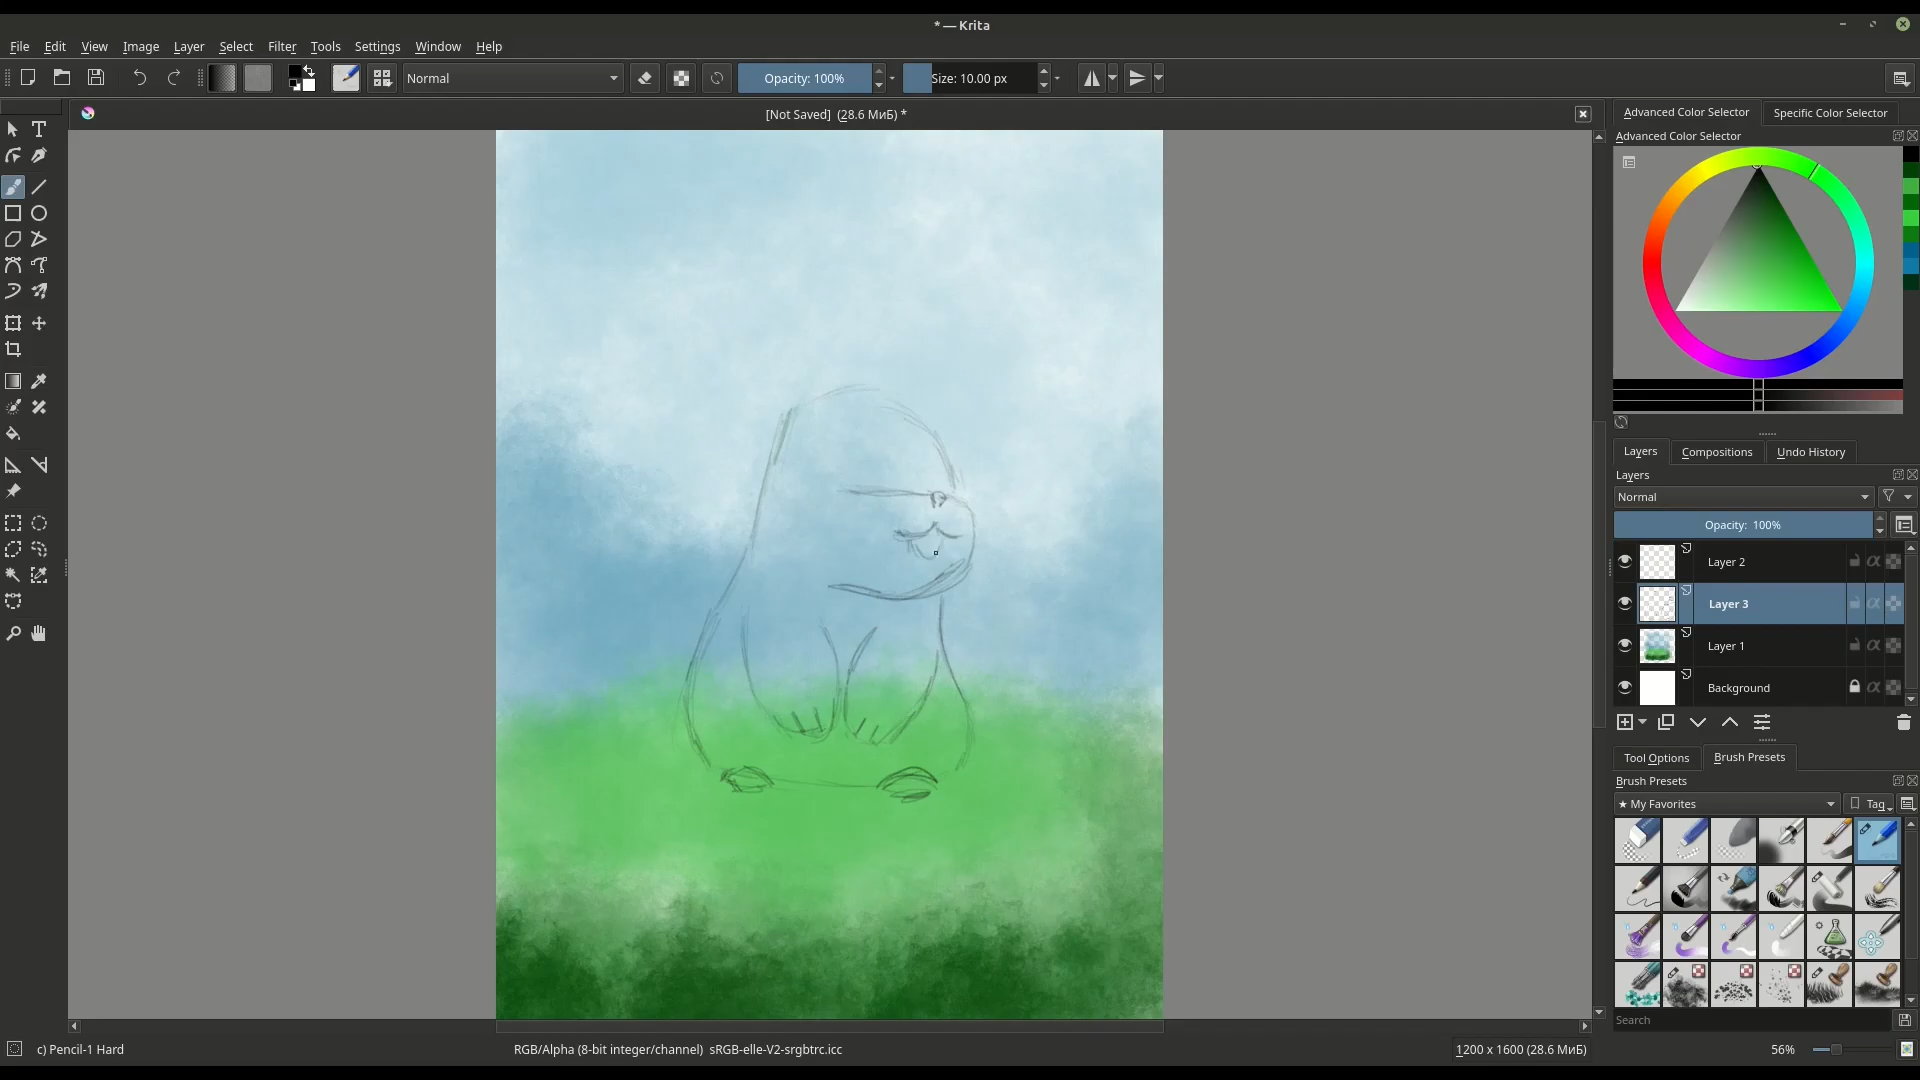 * — Krita
File Edit View Image Layer Select Filter Tools Settings Window Help
Normal Opacity: 100% Size: 10.00 px
[Not Saved] (28.6 МиБ) *
Advanced Color Selector Specific Color Selector
Advanced Color Selector
Layers Compositions Undo History
Layers
Normal
Opacity: 100%
Layer 2
Layer 3
Layer 1
Background
Tool Options Brush Presets
Brush Presets
★ My Favorites Tag
Search
c) Pencil-1 Hard RGB/Alpha (8-bit integer/channel) sRGB-elle-V2-srgbtrc.icc 1200 x 1600 (28.6 МиБ) 56%